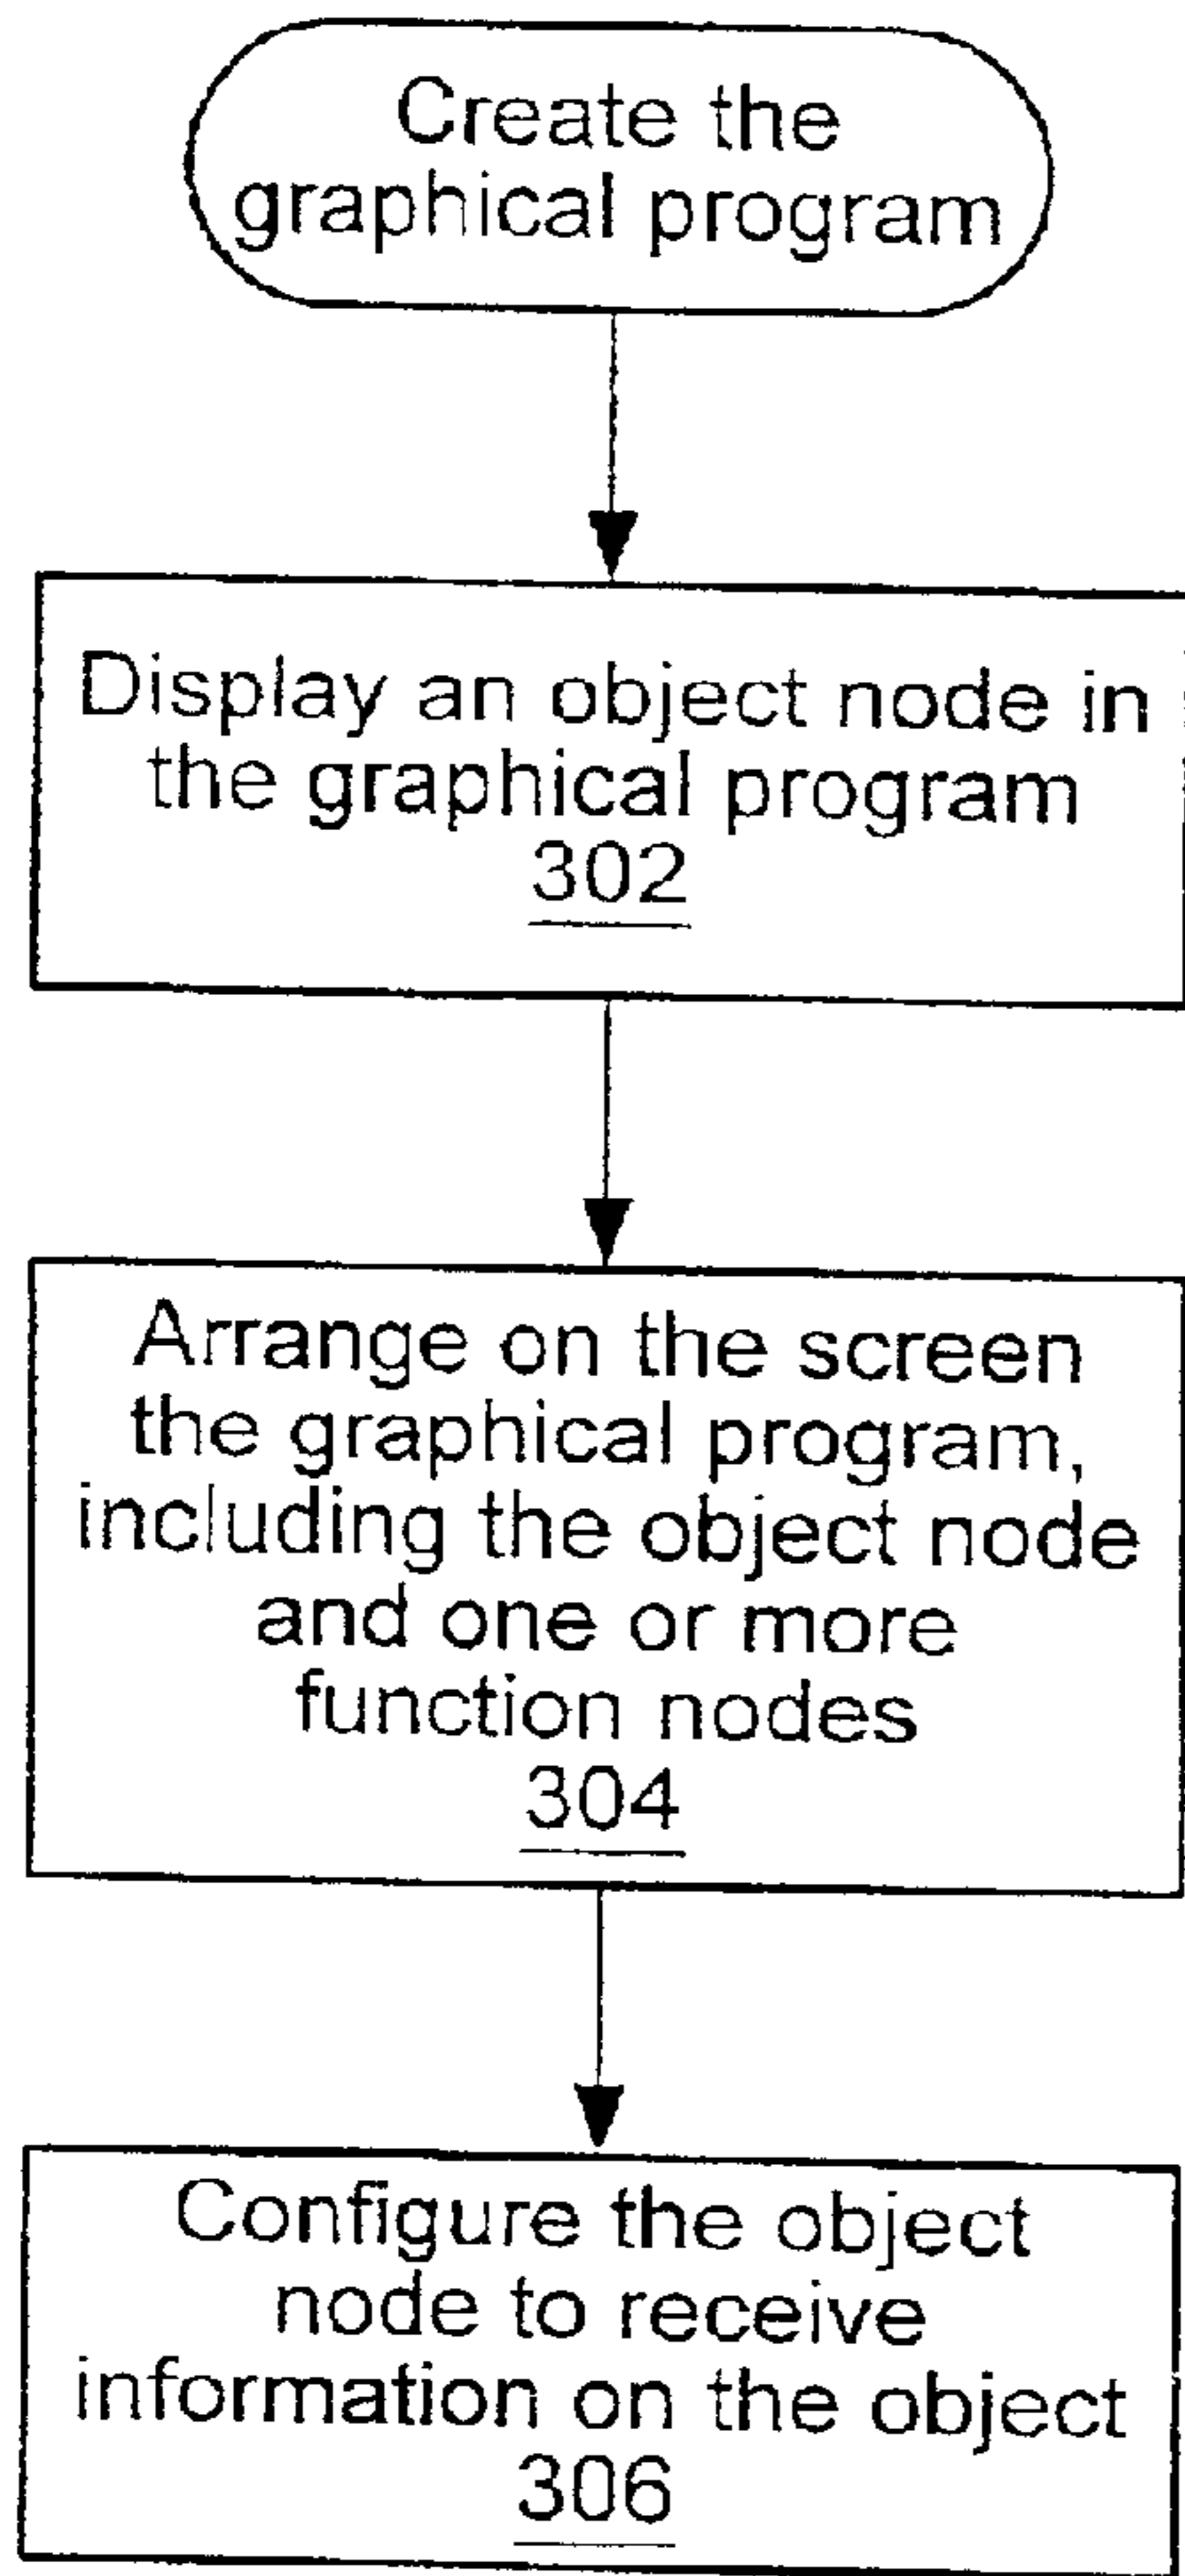 Create the
graphical program
Display an object node in
the graphical program
302
Arrange on the screen
the graphical program,
including the object node
and one or more
function nodes
304
Configure the object
node to receive
information on the object
306